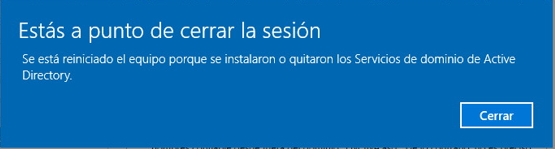 Estás a punto de cerrar la sesión
Se está reiniciado el equipo porque se instalaron o quitaron los Servicios de dominio de Active
Directory.
Cerrar